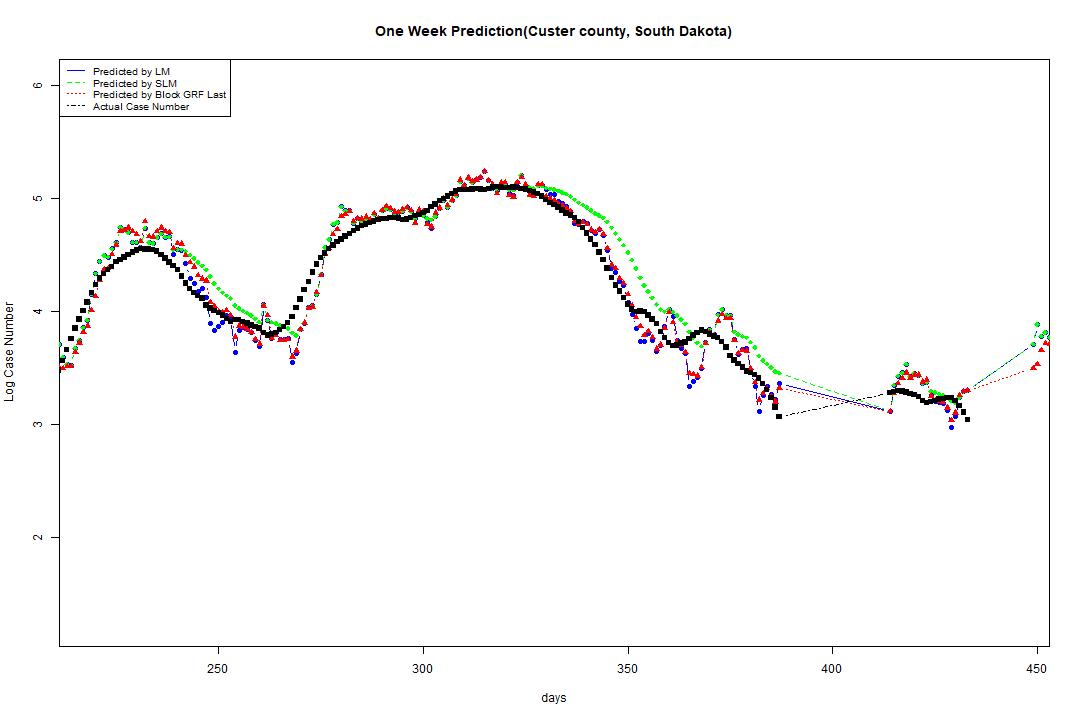 One Week Prediction(Custer county, South Dakota)
Predicted by LM
Predicted by SLM
Predicted by Block GRF Last
Actual Case Number
6
5
4
3
2
Log Case Number
250 300 350 400 450
days